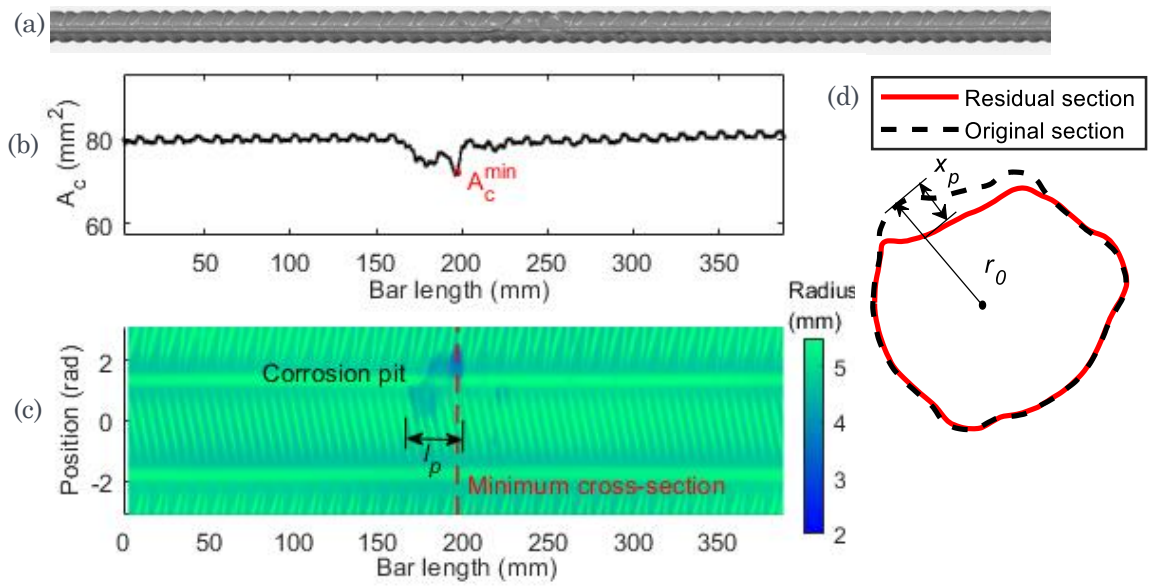 (a)
(b)
A_c (mm²)
80
60
A_c^min
50
100
150
200
250
300
350
Bar length (mm)
(c)
Position (rad)
2
0
-2
Corrosion pit
l_p
Minimum cross-section
0
50
100
150
200
250
300
350
Bar length (mm)
Radius
(mm)
5
4
3
2
(d)
Residual section
Original section
x_p
r_0